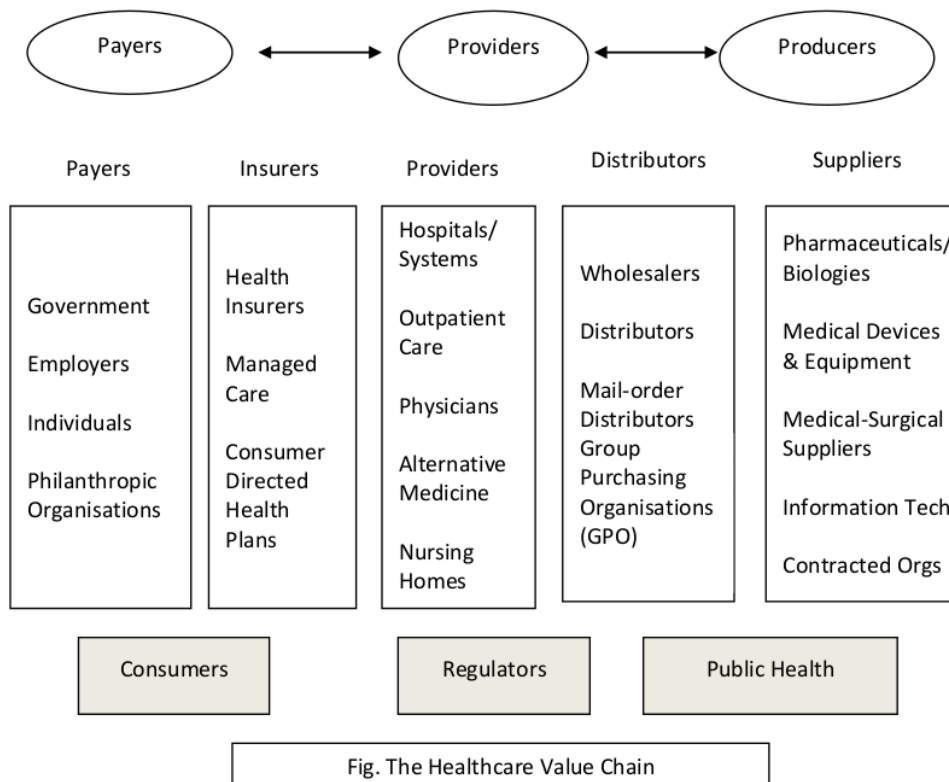 Payers
Providers
Producers
Payers
Insurers
Providers
Distributors
Suppliers
Government
Employers
Individuals
Philanthropic
Organisations
Health
Insurers
Managed
Care
Consumer
Directed
Health
Plans
Hospitals/
Systems
Outpatient
Care
Physicians
Alternative
Medicine
Nursing
Homes
Wholesalers
Distributors
Mail-order
Distributors
Group
Purchasing
Organisations
(GPO)
Pharmaceuticals/
Biologies
Medical Devices
& Equipment
Medical-Surgical
Suppliers
Information Tech
Contracted Orgs
Consumers
Regulators
Public Health
Fig. The Healthcare Value Chain